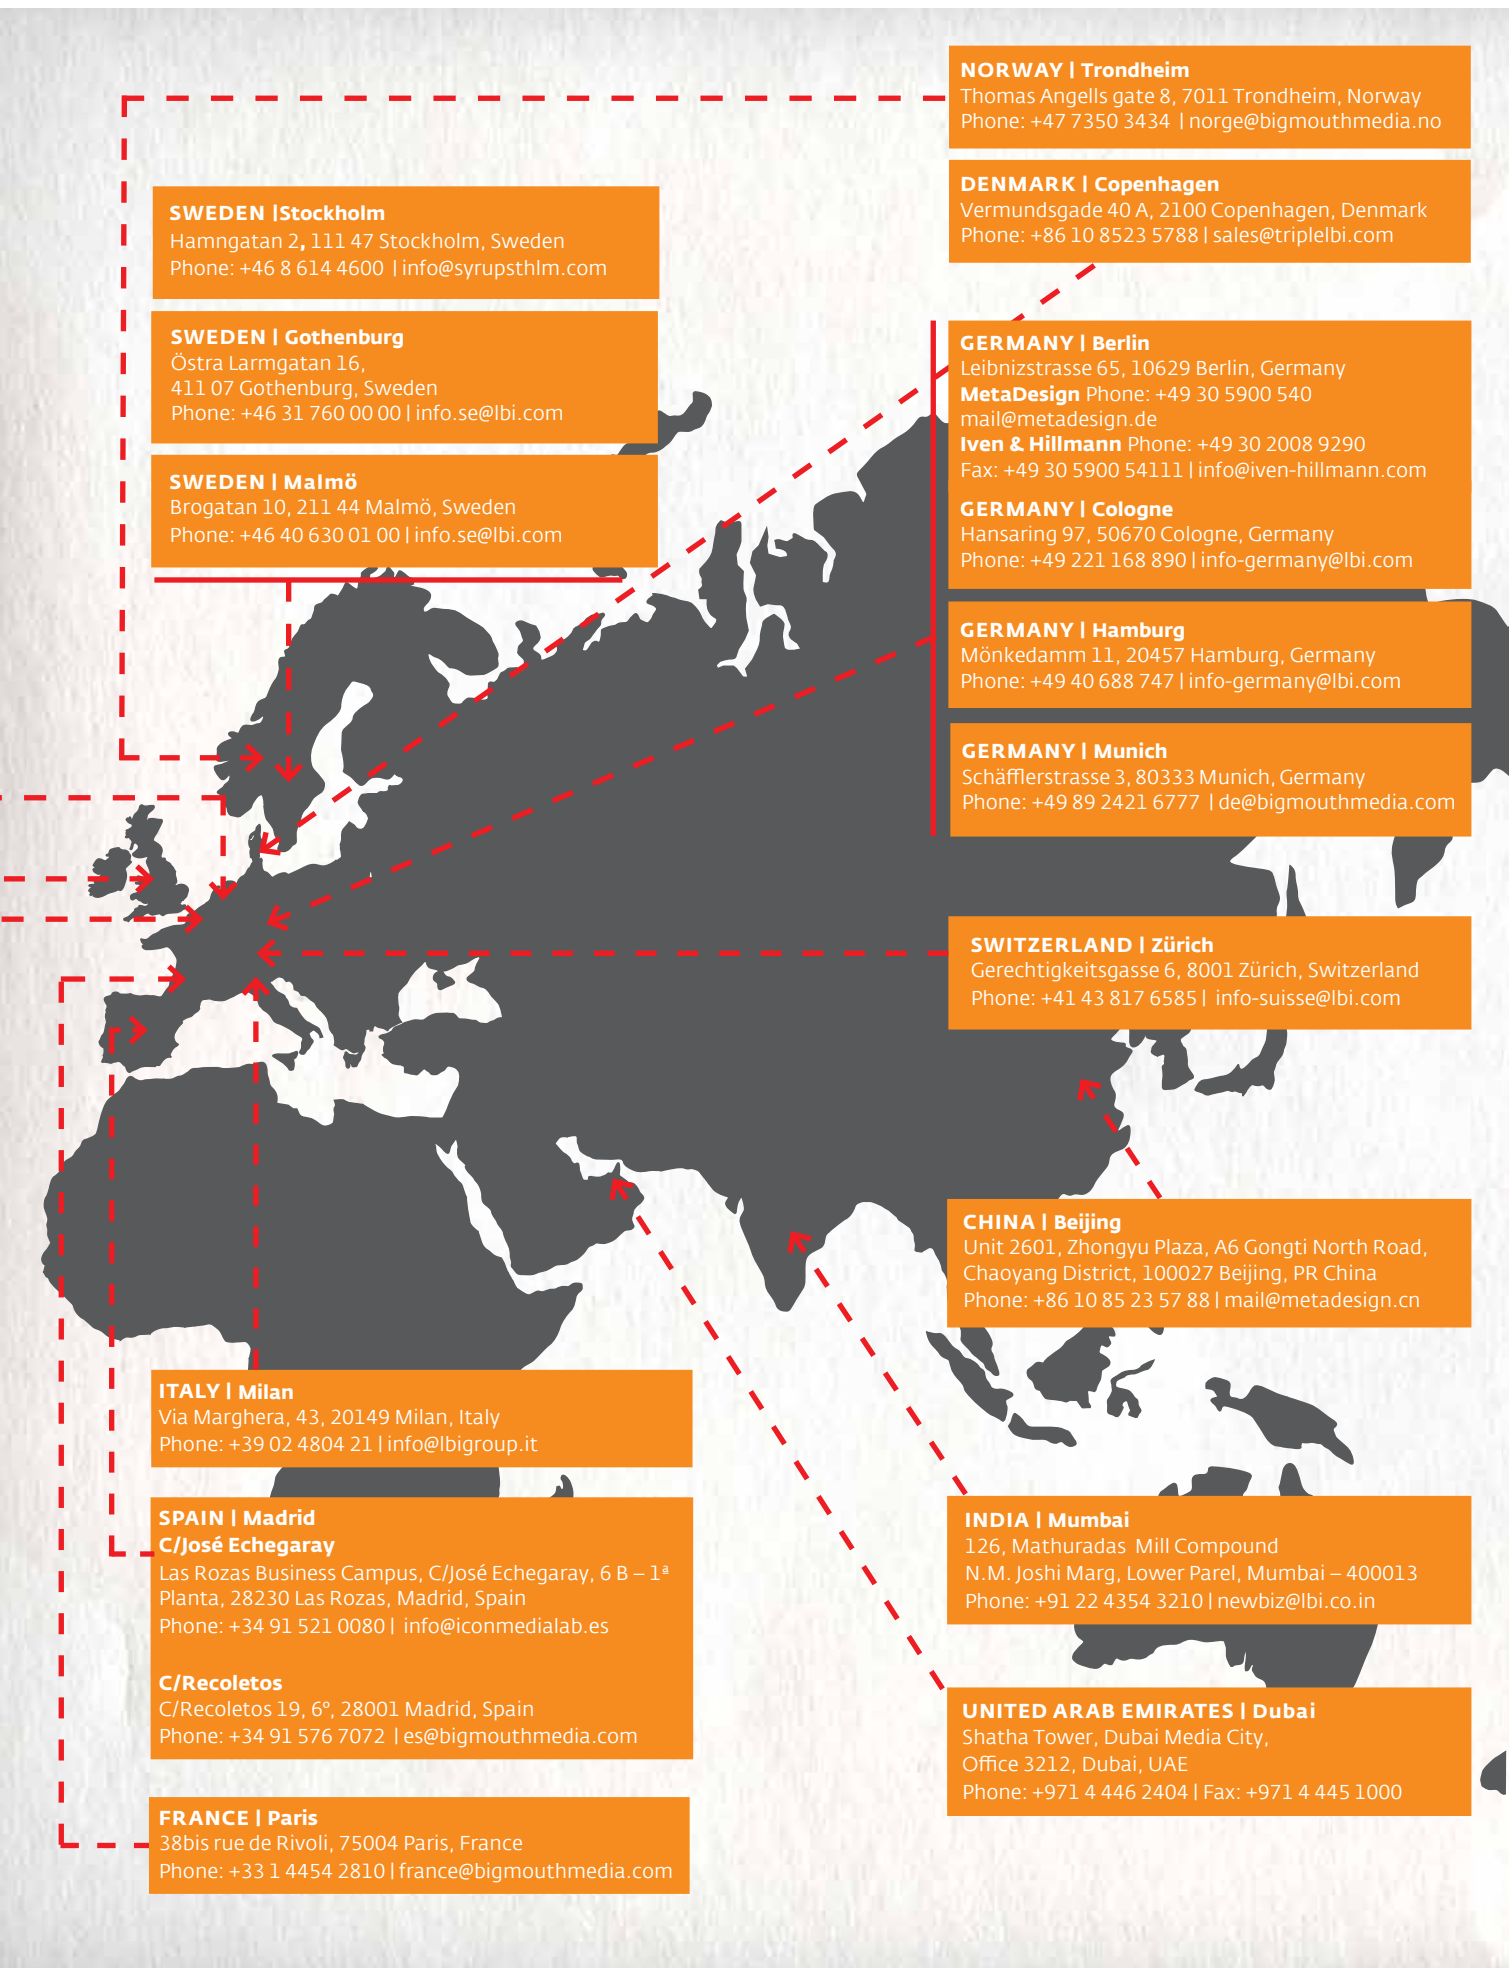 NORWAY | Trondheim
Thomas Angells gate 8, 7011 Trondheim, Norway
Phone: +47 7350 3434 | norge@bigmouthmedia.no
DENMARK | Copenhagen
Vermundsgade 40 A, 2100 Copenhagen, Denmark
Phone: +86 10 8523 5788 | sales@triplelbi.com
SWEDEN |Stockholm
Hamngatan 2, 111 47 Stockholm, Sweden
Phone: +46 8 614 4600 | info@syrupsthlm.com
SWEDEN | Gothenburg
Östra Larmgatan 16,
411 07 Gothenburg, Sweden
Phone: +46 31 760 00 00 | info.se@lbi.com
SWEDEN | Malmö
Brogatan 10, 211 44 Malmö, Sweden
Phone: +46 40 630 01 00 | info.se@lbi.com
GERMANY | Berlin
Leibnizstrasse 65, 10629 Berlin, Germany
MetaDesign Phone: +49 30 5900 540
mail@metadesign.de
Iven & Hillmann Phone: +49 30 2008 9290
Fax: +49 30 5900 54111 | info@iven-hillmann.com
GERMANY | Cologne
Hansaring 97, 50670 Cologne, Germany
Phone: +49 221 168 890 | info-germany@lbi.com
GERMANY | Hamburg
Mönkedamm 11, 20457 Hamburg, Germany
Phone: +49 40 688 747 | info-germany@lbi.com
GERMANY | Munich
Schäfflerstrasse 3, 80333 Munich, Germany
Phone: +49 89 2421 6777 | de@bigmouthmedia.com
SWITZERLAND | Zürich
Gerechtigkeitsgasse 6, 8001 Zürich, Switzerland
Phone: +41 43 817 6585 | info-suisse@lbi.com
CHINA | Beijing
Unit 2601, Zhongyu Plaza, A6 Gongti North Road,
Chaoyang District, 100027 Beijing, PR China
Phone: +86 10 85 23 57 88 | mail@metadesign.cn
ITALY | Milan
Via Marghera, 43, 20149 Milan, Italy
Phone: +39 02 4804 21 | info@lbigroup.it
SPAIN | Madrid
C/José Echegaray
Las Rozas Business Campus, C/José Echegaray, 6 B – 1ª
Planta, 28230 Las Rozas, Madrid, Spain
Phone: +34 91 521 0080 | info@iconmedialab.es
C/Recoletos
C/Recoletos 19, 6º, 28001 Madrid, Spain
Phone: +34 91 576 7072 | es@bigmouthmedia.com
INDIA | Mumbai
126, Mathuradas Mill Compound
N.M. Joshi Marg, Lower Parel, Mumbai – 400013
Phone: +91 22 4354 3210 | newbiz@lbi.co.in
UNITED ARAB EMIRATES | Dubai
Shatha Tower, Dubai Media City,
Office 3212, Dubai, UAE
Phone: +971 4 446 2404 | Fax: +971 4 445 1000
FRANCE | Paris
38bis rue de Rivoli, 75004 Paris, France
Phone: +33 1 4454 2810 | france@bigmouthmedia.com